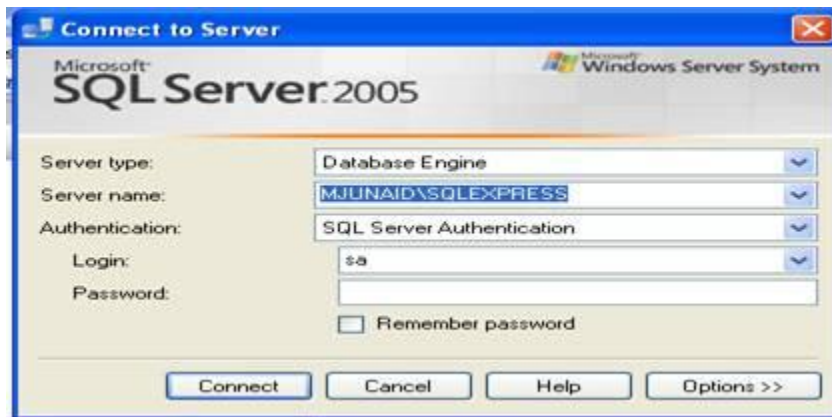 Connect to Server
Microsoft
SQL Server 2005
Microsoft
Windows Server System
Server type: Database Engine
Server name: MJUNAID\SQLEXPRESS
Authentication: SQL Server Authentication
Login: sa
Password:
Remember password
Connect Cancel Help Options >>